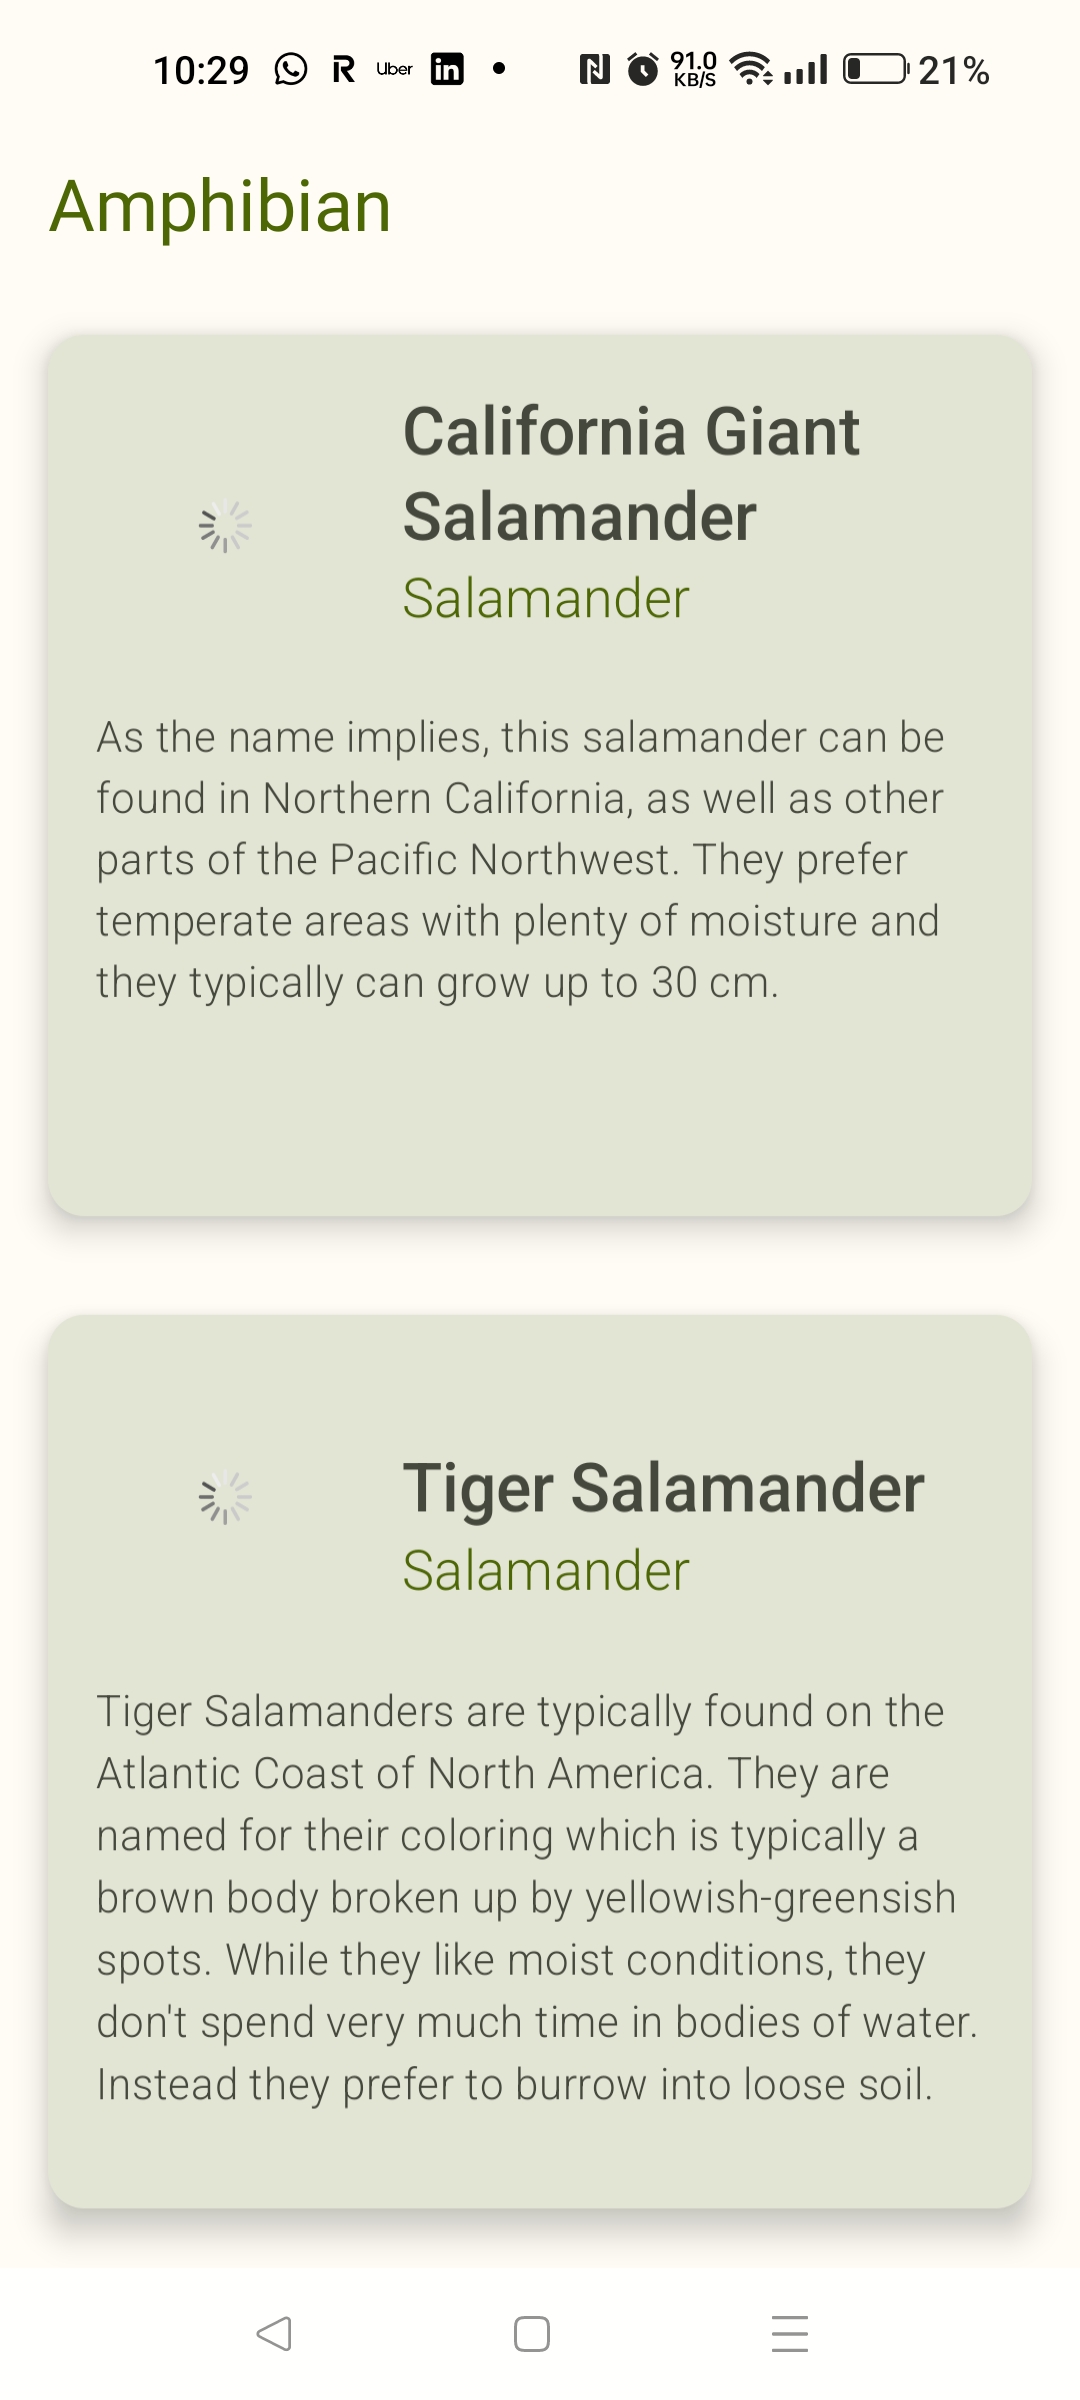 10:29 R Uber in 91.0 KB/S 21%
Amphibian
California Giant
Salamander
Salamander
As the name implies, this salamander can be
found in Northern California, as well as other
parts of the Pacific Northwest. They prefer
temperate areas with plenty of moisture and
they typically can grow up to 30 cm.
Tiger Salamander
Salamander
Tiger Salamanders are typically found on the
Atlantic Coast of North America. They are
named for their coloring which is typically a
brown body broken up by yellowish-greensish
spots. While they like moist conditions, they
don't spend very much time in bodies of water.
Instead they prefer to burrow into loose soil.